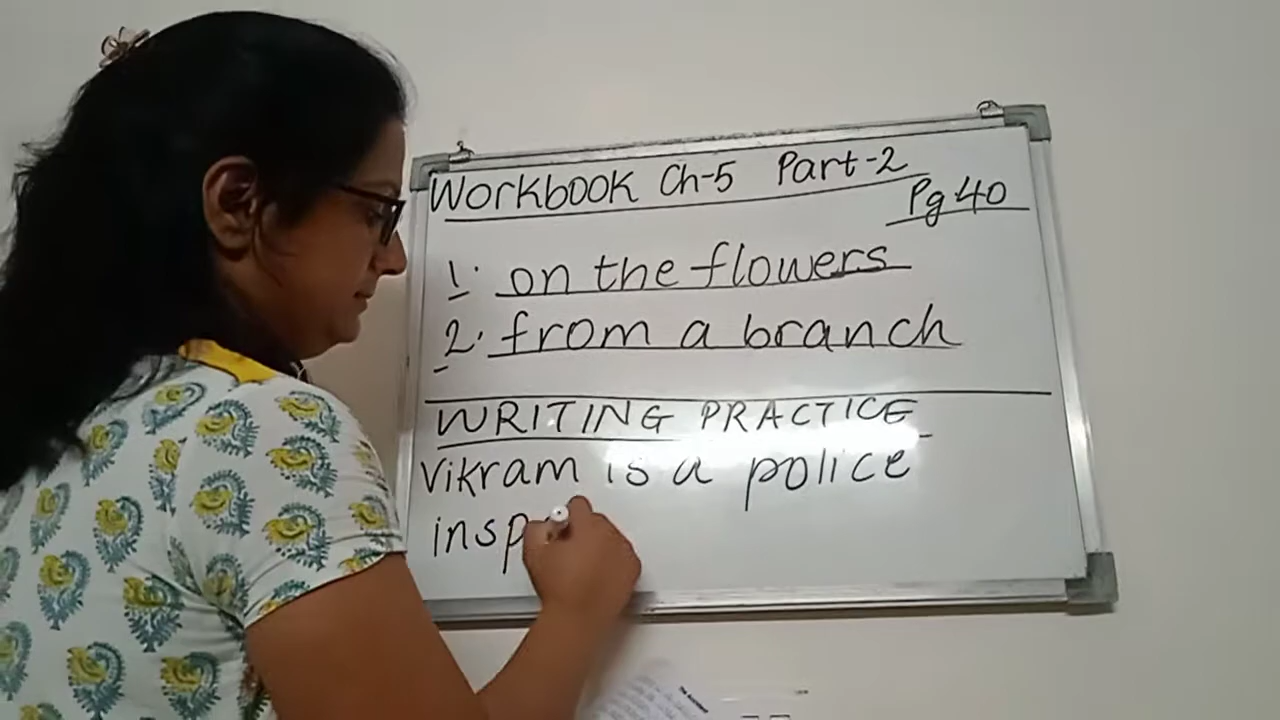 Workbook Ch-5 Part-2
Pg 40
1. on the flowers
2. from a branch
WRITING PRACTICE
Vikram is a police
insp